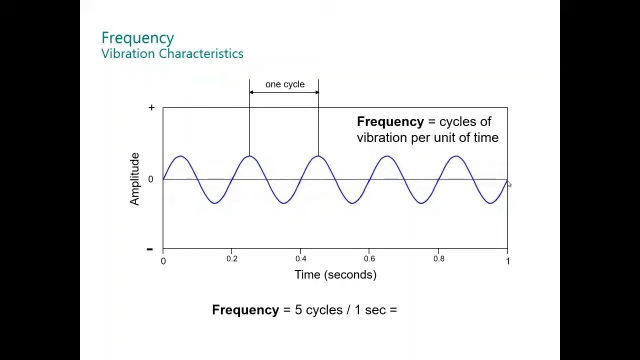 Frequency
Vibration Characteristics
one cycle
+
Frequency = cycles of
vibration per unit of time
Amplitude
0
-
0 0.2 0.4 0.6 0.8 1
Time (seconds)
Frequency = 5 cycles / 1 sec =